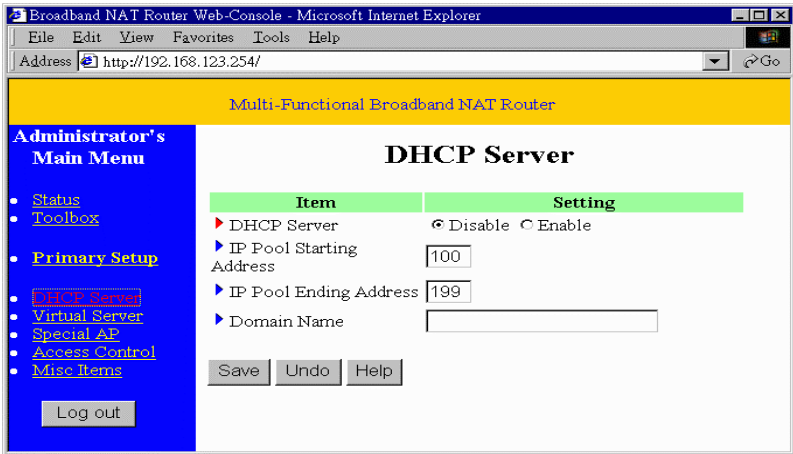 Broadband NAT Router Web-Console - Microsoft Internet Explorer
File Edit View Favorites Tools Help
Address http://192.168.123.254/ Go
Multi-Functional Broadband NAT Router
Administrator's
Main Menu
Status
Toolbox
Primary Setup
DHCP Server
Virtual Server
Special AP
Access Control
Misc Items
Log out
DHCP Server
Item Setting
DHCP Server Disable Enable
IP Pool Starting
Address 100
IP Pool Ending Address 199
Domain Name
Save Undo Help